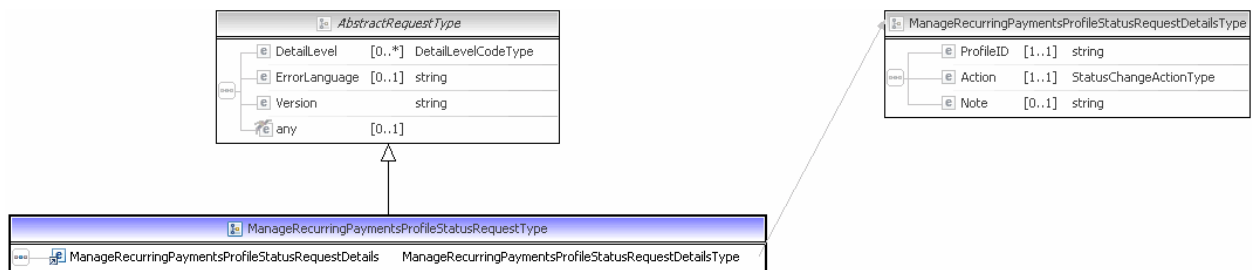 AbstractRequestType
DetailLevel [0..*] DetailLevelCodeType
ErrorLanguage [0..1] string
Version string
any [0..1]
ManageRecurringPaymentsProfileStatusRequestDetailsType
ProfileID [1..1] string
Action [1..1] StatusChangeActionType
Note [0..1] string
ManageRecurringPaymentsProfileStatusRequestType
ManageRecurringPaymentsProfileStatusRequestDetails ManageRecurringPaymentsProfileStatusRequestDetailsType